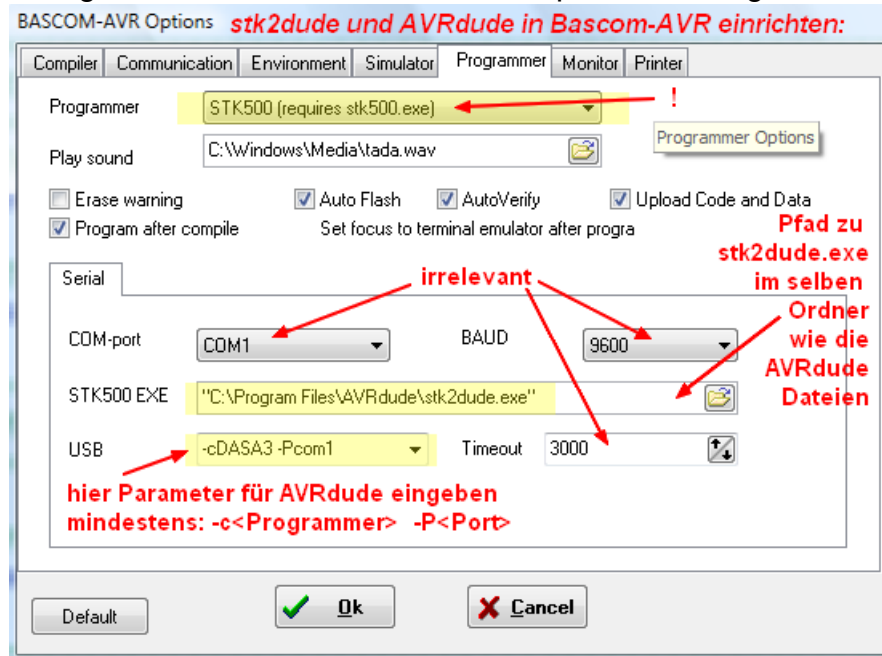 BASCOM-AVR Options stk2dude und AVRdude in Bascom-AVR einrichten:
Compiler Communication Environment Simulator Programmer Monitor Printer
Programmer STK500 (requires stk500.exe) !
Programmer Options
Play sound C:\Windows\Media\tada.wav
Erase warning Auto Flash AutoVerify Upload Code and Data
Program after compile Set focus to terminal emulator after progra
Pfad zu
stk2dude.exe
im selben
Ordner
wie die
AVRdude
Dateien
Serial
irrelevant
COM-port COM1 BAUD 9600
STK500 EXE "C:\Program Files\AVRdude\stk2dude.exe"
USB -cDASA3 -Pcom1 Timeout 3000
hier Parameter für AVRdude eingeben
mindestens: -c<Programmer> -P<Port>
Default Ok Cancel